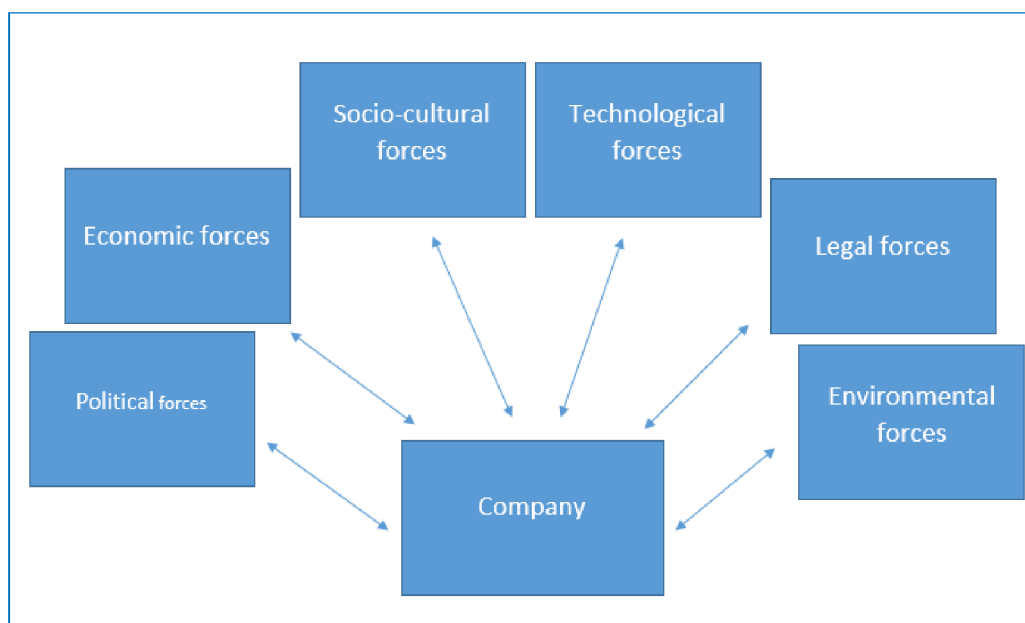 Socio-cultural
forces
Technological
forces
Economic forces
Legal forces
Political forces
Environmental
forces
Company